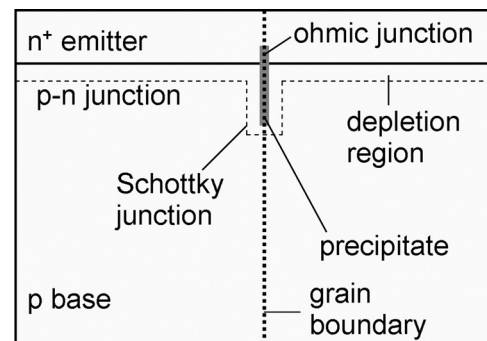 n⁺ emitter
ohmic junction
p-n junction
depletion
region
Schottky
junction
precipitate
p base
grain
boundary